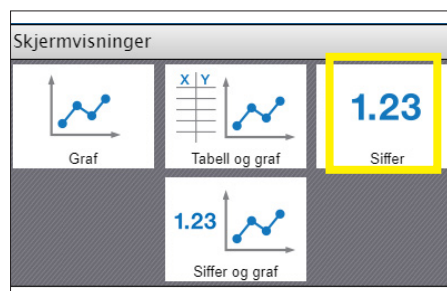 Skjermvisninger
X Y
1.23
Graf
Tabell og graf
Siffer
1.23
Siffer og graf